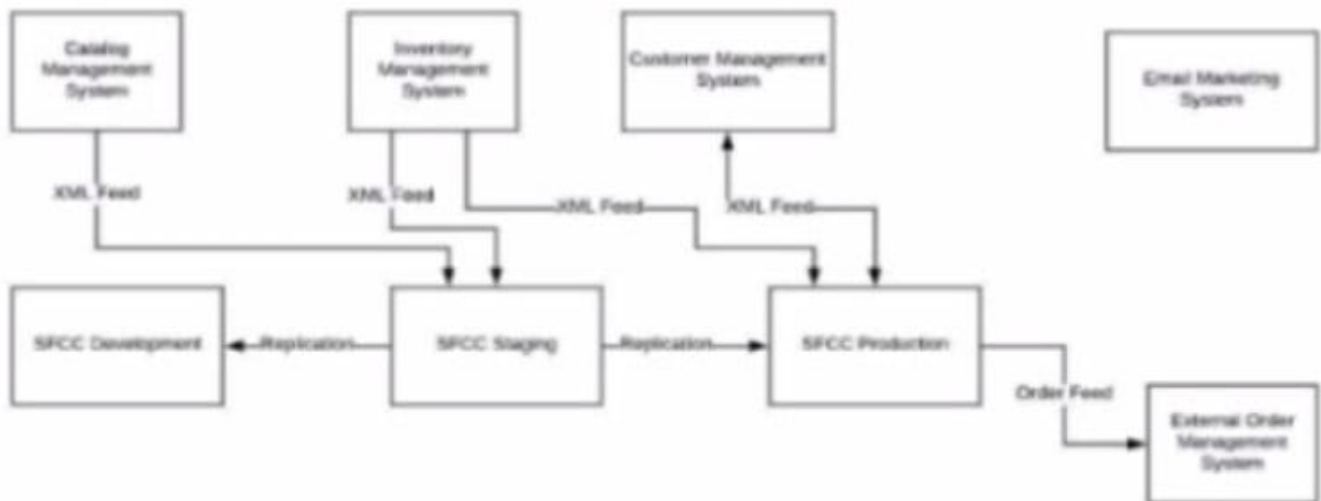 Catalog
Management
System
Inventory
Management
System
Customer Management
System
Email Marketing
System
XML Feed
XML Feed
XML Feed
XML Feed
SFCC Development
Replication
SFCC Staging
Replication
SFCC Production
Order Feed
External Order
Management
System